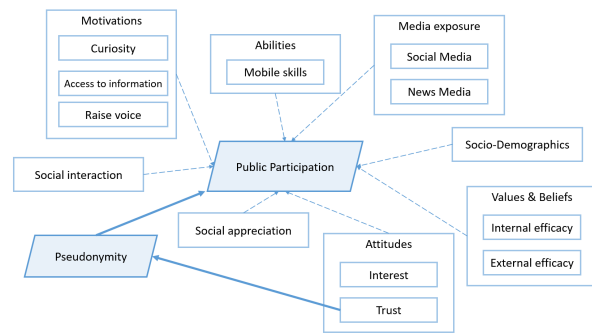 Motivations
Curiosity
Access to information
Raise voice
Abilities
Mobile skills
Media exposure
Social Media
News Media
Public Participation
Socio-Demographics
Social interaction
Social appreciation
Values & Beliefs
Internal efficacy
External efficacy
Pseudonymity
Attitudes
Interest
Trust